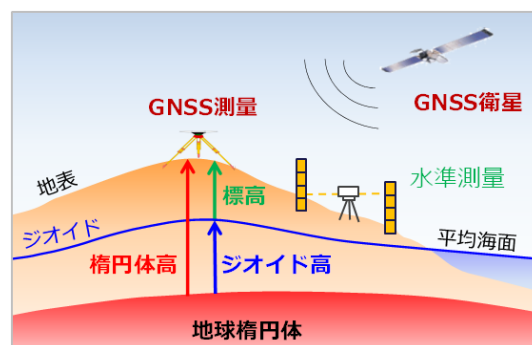 GNSS測量
GNSS衛星
地表
標高
水準測量
ジオイド
平均海面
楕円体高
ジオイド高
地球楕円体